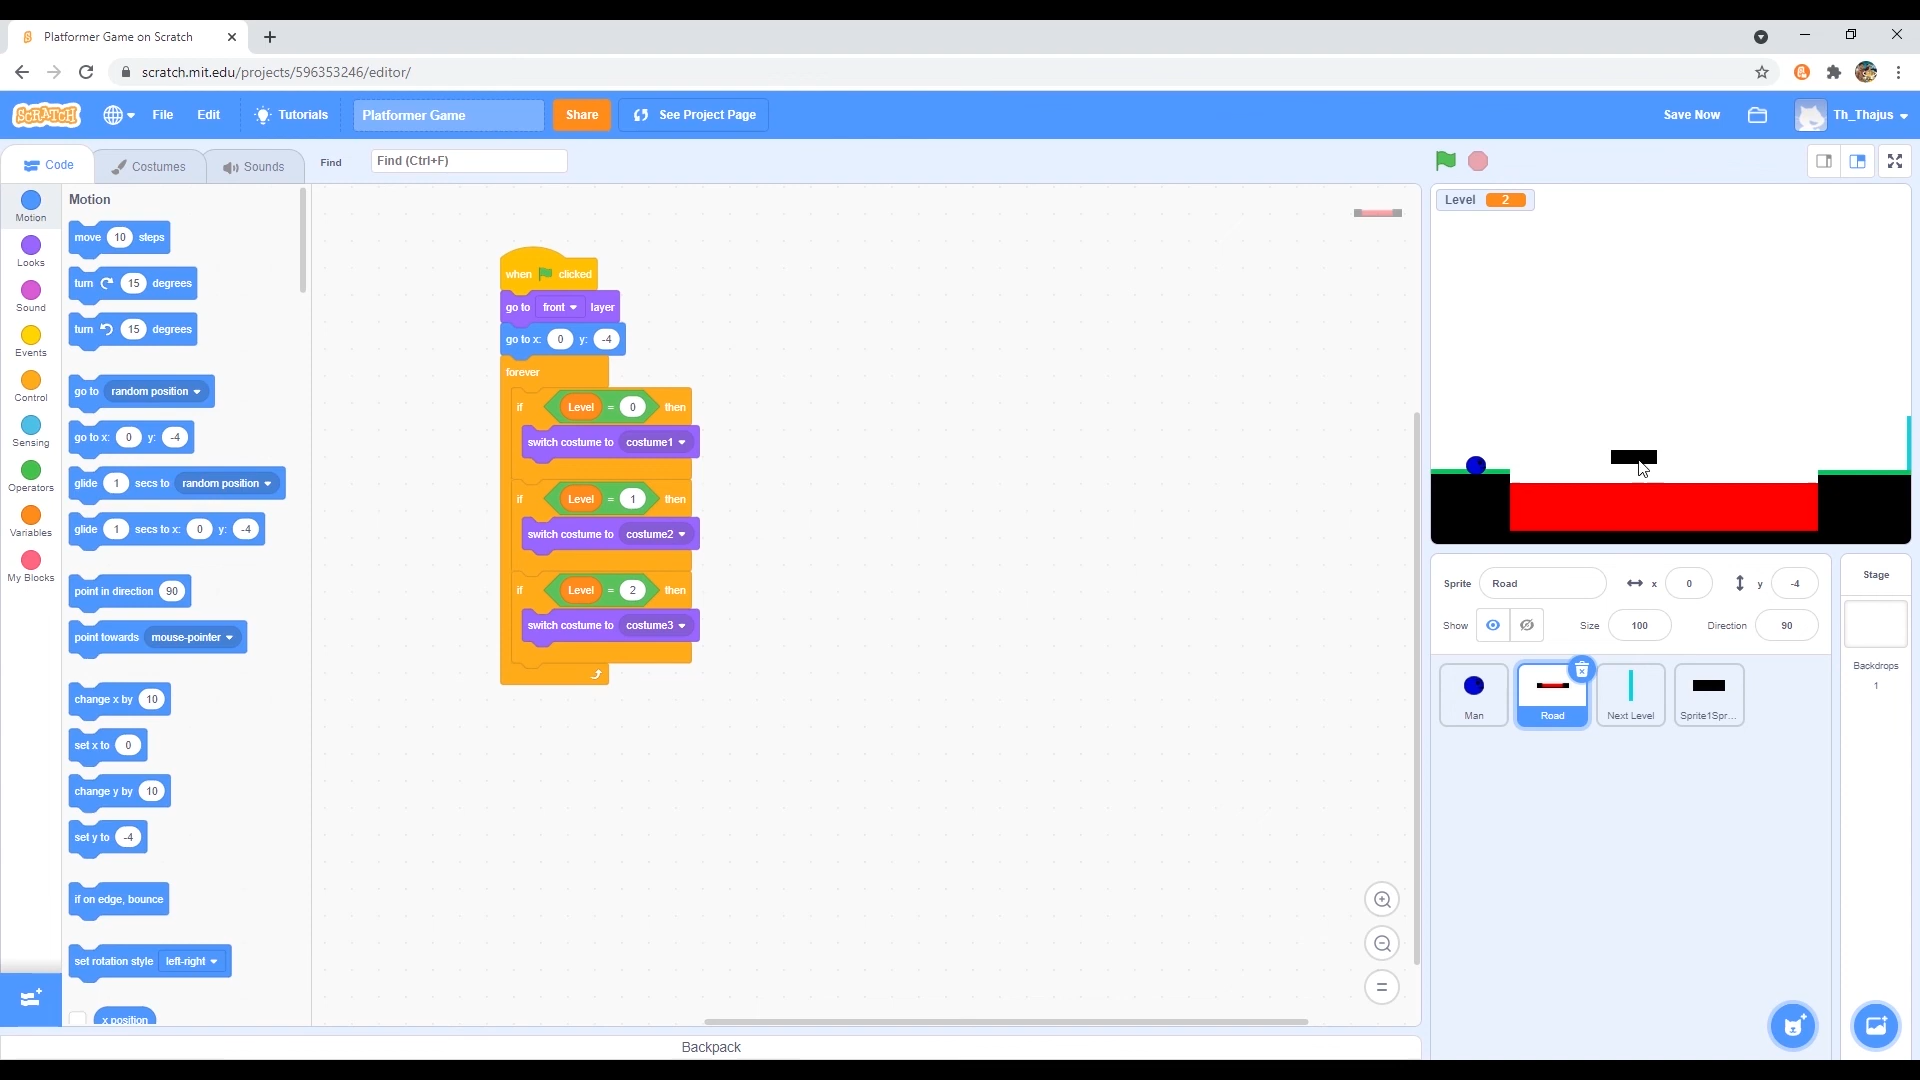 Platformer Game on Scratch
scratch.mit.edu/projects/596353246/editor/
SCRATCH
File
Edit
Tutorials
Platformer Game
Share
See Project Page
Save Now
Th_Thajus
Code
Costumes
Sounds
Find
Find (Ctrl+F)
Motion
Looks
Sound
Events
Control
Sensing
Operators
Variables
My Blocks
Motion
move 10 steps
turn 15 degrees
turn 15 degrees
go to random position
go to x: 0 y: -4
glide 1 secs to random position
glide 1 secs to x: 0 y: -4
point in direction 90
point towards mouse-pointer
change x by 10
set x to 0
change y by 10
set y to -4
if on edge, bounce
set rotation style left-right
x position
when clicked
go to front layer
go to x: 0 y: -4
forever
if Level = 0 then
switch costume to costume1
if Level = 1 then
switch costume to costume2
if Level = 2 then
switch costume to costume3
=
Backpack
Level 2
Sprite Road x 0 y -4
Show Size 100 Direction 90
Man
Road
Next Level
Sprite1Spr...
Stage
Backdrops
1